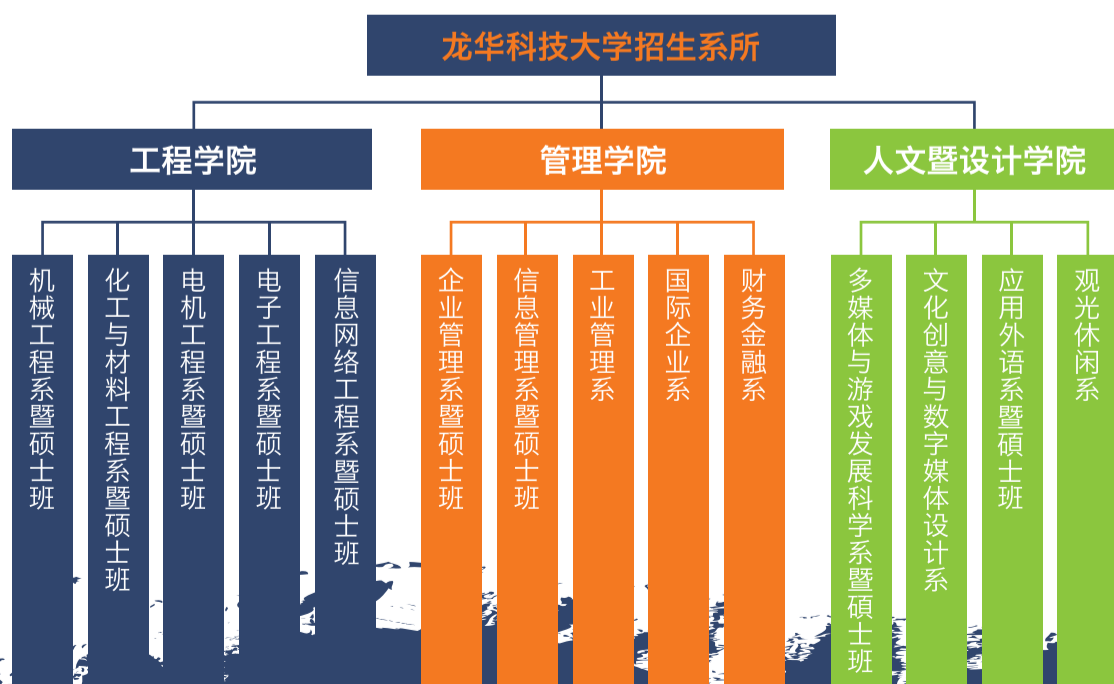 龙华科技大学招生系所
工程学院
机械工程系暨硕士班
化工与材料工程系暨硕士班
电机工程系暨硕士班
电子工程系暨硕士班
信息网络工程系暨硕士班
管理学院
企业管理系暨硕士班
信息管理系暨硕士班
工业管理系
国际企业系
财务金融系
人文暨设计学院
多媒体与游戏发展科学系暨碩士班
文化创意与数字媒体设计系
应用外语系暨碩士班
观光休闲系